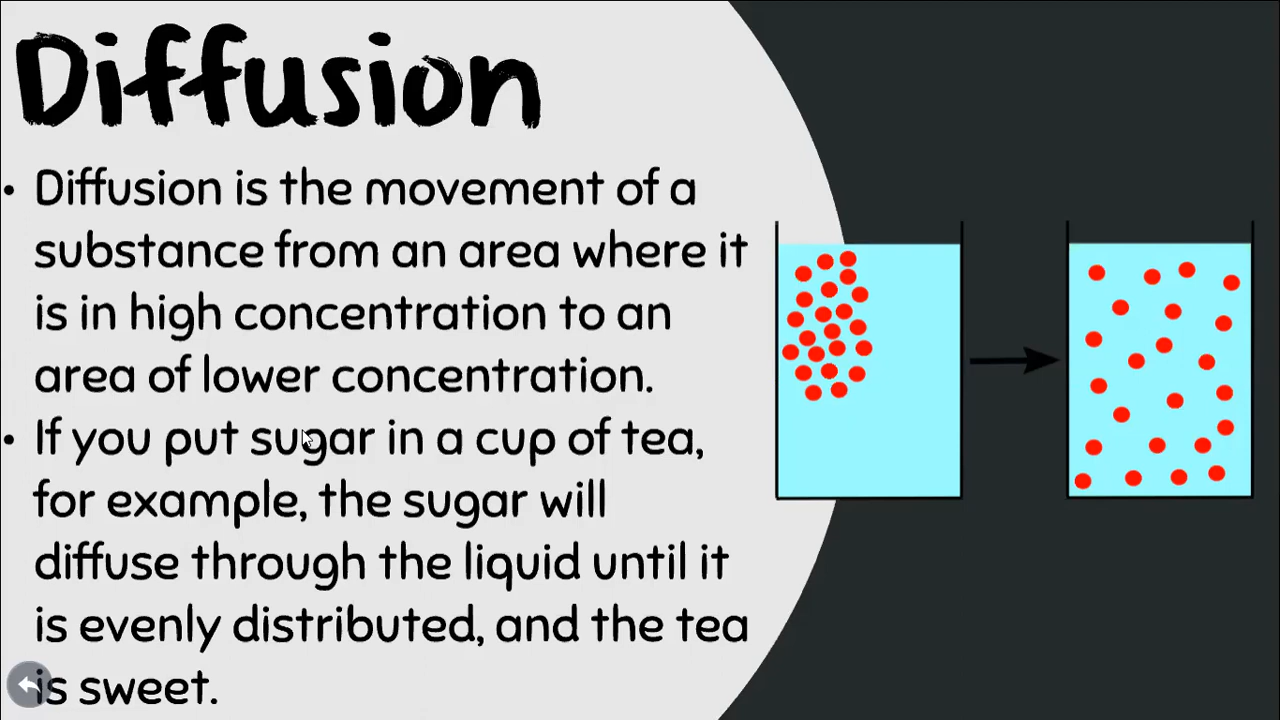 Diffusion
• Diffusion is the movement of a
substance from an area where it
is in high concentration to an
area of lower concentration.
• If you put sugar in a cup of tea,
for example, the sugar will
diffuse through the liquid until it
is evenly distributed, and the tea
is sweet.